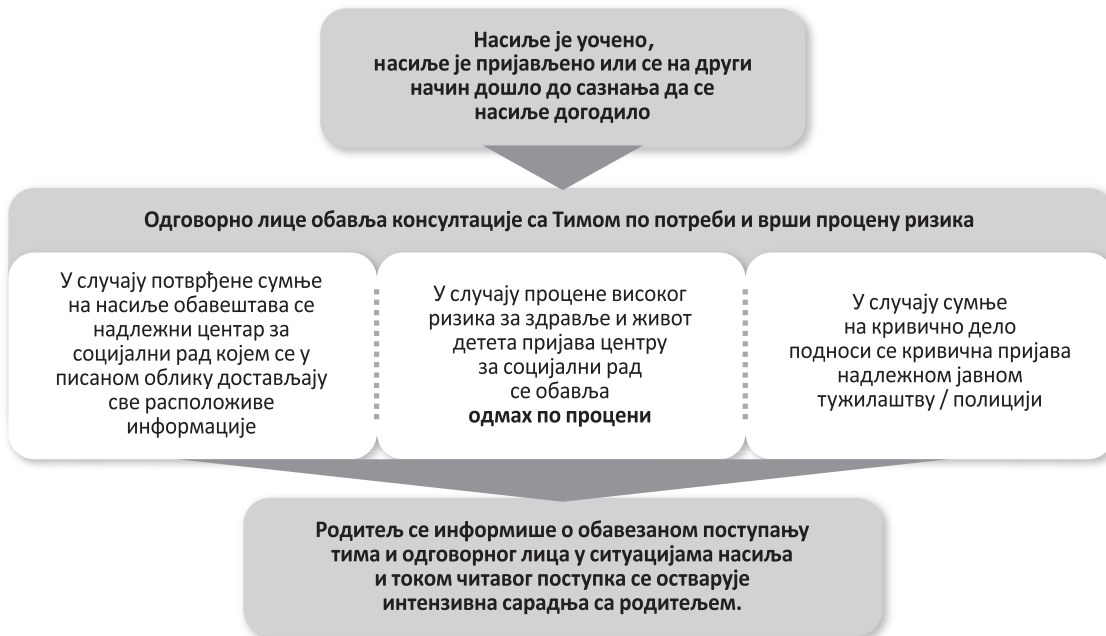 Насиље је уочено,
насиље је пријављено или се на други
начин дошло до сазнања да се
насиље догодило
Одговорно лице обавља консултације са Тимом по потреби и врши процену ризика
У случају потврђене сумње
на насиље обавештава се
надлежни центар за
социјални рад којем се у
писаном облику достављају
све расположиве
информације
У случају процене високог
ризика за здравље и живот
детета пријава центру
за социјални рад
се обавља
одмах по процени
У случају сумње
на кривично дело
подноси се кривична пријава
надлежном јавном
тужилаштву / полицији
Родитељ се информише о обавезаном поступању
тима и одговорног лица у ситуацијама насиља
и током читавог поступка се остварује
интензивна сарадња са родитељем.